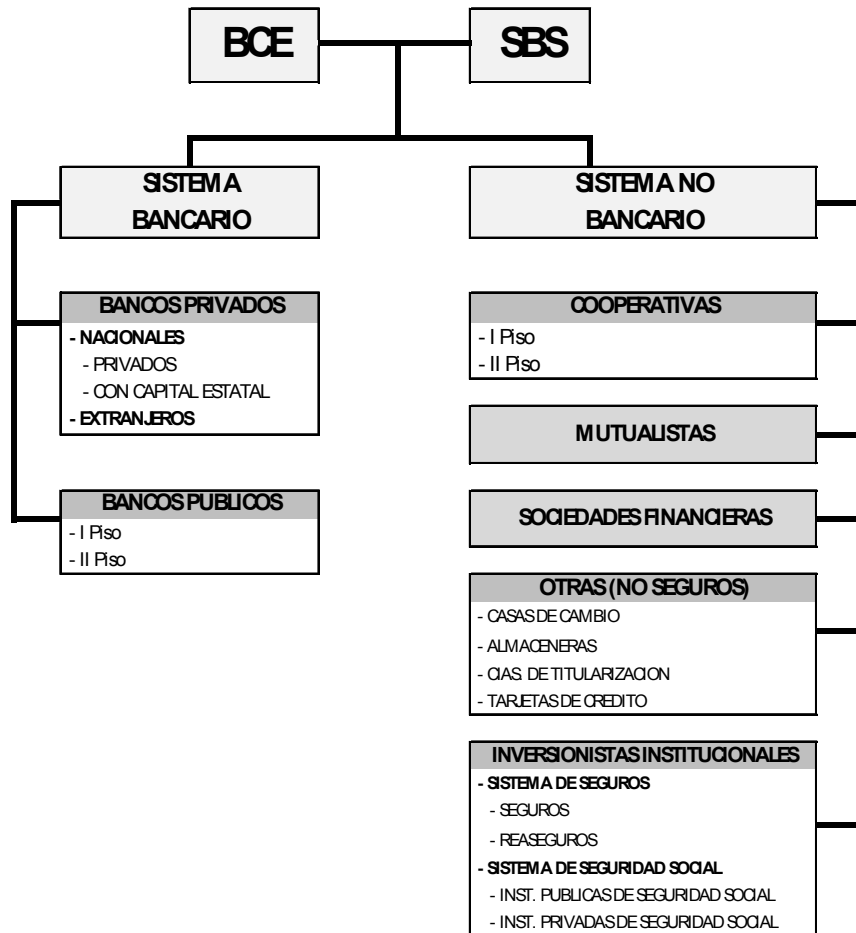 BCE
SBS
SISTEMA
BANCARIO
BANCOS PRIVADOS
- NACIONALES
- PRIVADOS
- CON CAPITAL ESTATAL
- EXTRANJEROS
BANCOS PUBLICOS
- I Piso
- II Piso
SISTEMA NO
BANCARIO
COOPERATIVAS
- I Piso
- II Piso
MUTUALISTAS
SOCIEDADES FINANCIERAS
OTRAS (NO SEGUROS)
- CASAS DE CAMBIO
- ALMACENERAS
- CIAS. DE TITULARIZACION
- TARJETAS DE CREDITO
INVERSIONISTAS INSTITUCIONALES
- SISTEMA DE SEGUROS
- SEGUROS
- REASEGUROS
- SISTEMA DE SEGURIDAD SOCIAL
- INST. PUBLICAS DE SEGURIDAD SOCIAL
- INST. PRIVADAS DE SEGURIDAD SOCIAL